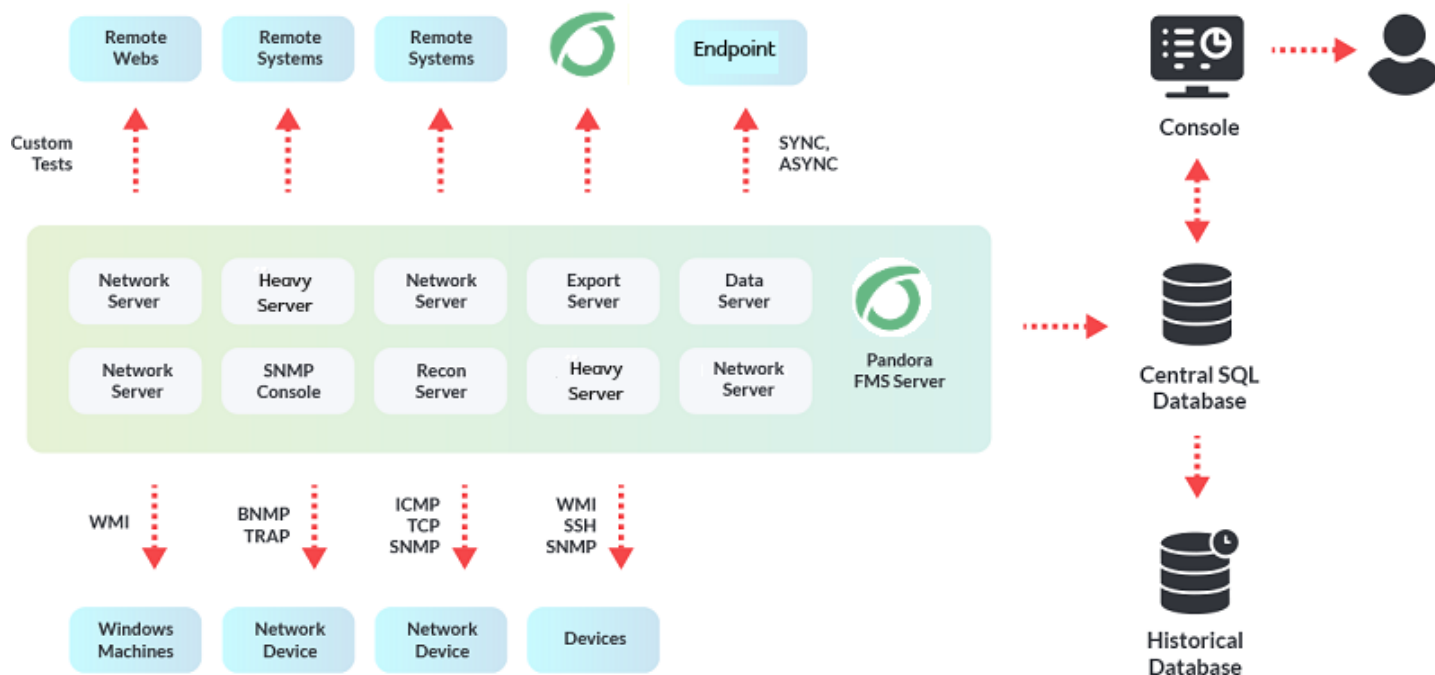 Remote
Webs
Remote
Systems
Remote
Systems
Endpoint
Custom
Tests
SYNC,
ASYNC
Console
Network
Server
Heavy
Server
Network
Server
Export
Server
Data
Server
Network
Server
SNMP
Console
Recon
Server
Heavy
Server
Network
Server
Pandora
FMS Server
Central SQL
Database
WMI
BNMP
TRAP
ICMP
TCP
SNMP
WMI
SSH
SNMP
Windows
Machines
Network
Device
Network
Device
Devices
Historical
Database